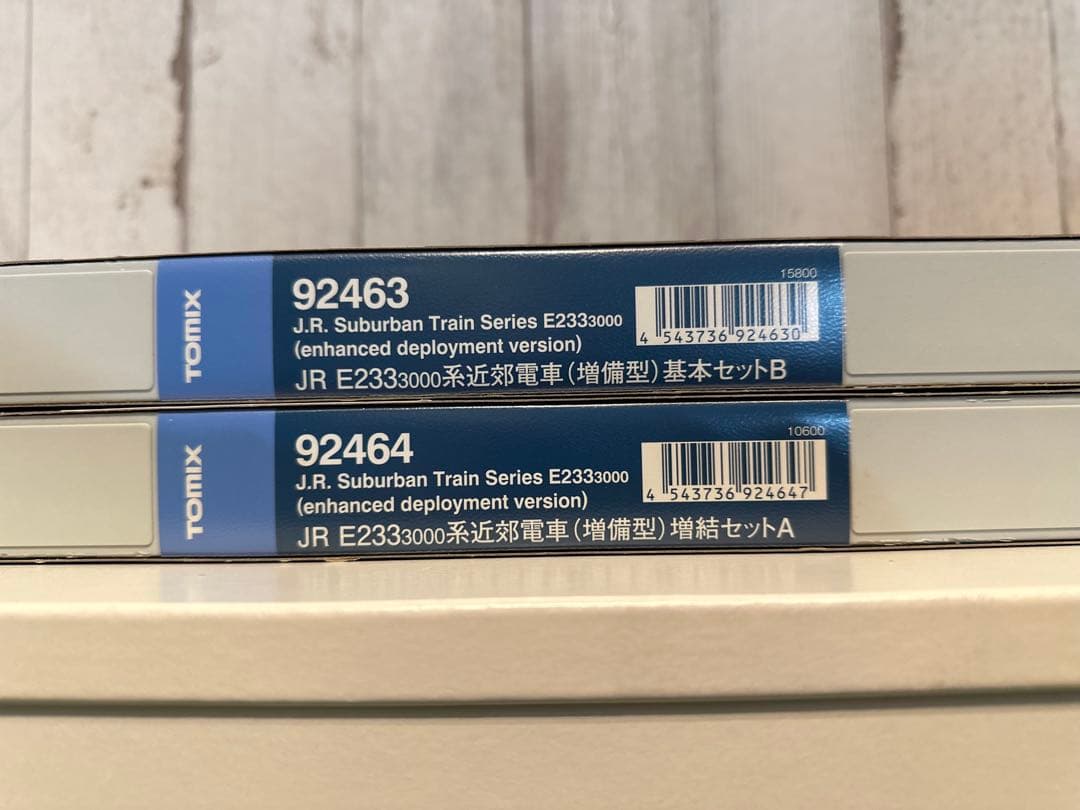 TOMIX
92463
J.R. Suburban Train Series E2333000
(enhanced deployment version)
JR E2333000系近郊電車(増備型)基本セットB
15800
4 543736 924630
TOMIX
92464
J.R. Suburban Train Series E2333000
(enhanced deployment version)
JR E2333000系近郊電車(増備型)増結セットA
10600
4 543736 924647